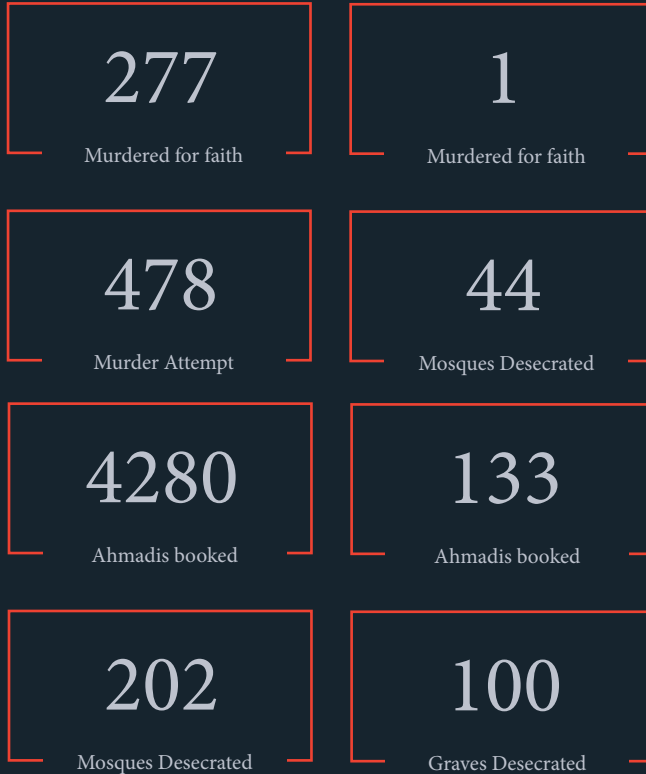 277
Murdered for faith
1
Murdered for faith
478
Murder Attempt
44
Mosques Desecrated
4280
Ahmadis booked
133
Ahmadis booked
202
Mosques Desecrated
100
Graves Desecrated